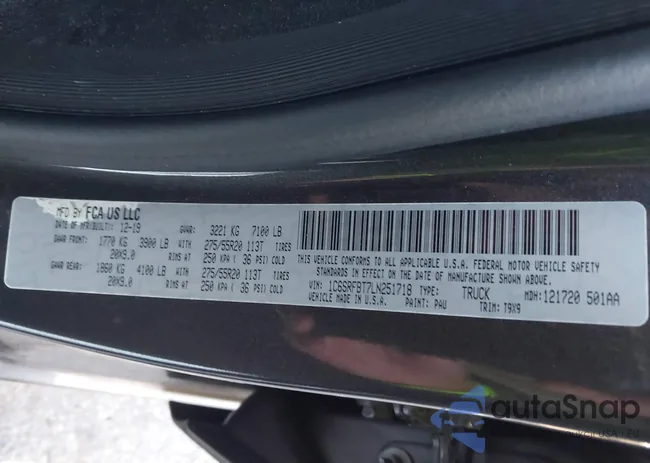 MFD BY FCA US LLC
DATE OF MFR/BUILT: 12-19 GVWR: 3221 KG 7100 LB
GAWR FRONT: 1770 KG 3900 LB WITH 275/55R20 113T TIRES
20X9.0 RIMS AT 250 KPA ( 36 PSI) COLD
GAWR REAR: 1860 KG 4100 LB WITH 275/55R20 113T TIRES
20X9.0 RIMS AT 250 KPA ( 36 PSI) COLD
THIS VEHICLE CONFORMS TO ALL APPLICABLE U.S.A. FEDERAL MOTOR VEHICLE SAFETY
STANDARDS IN EFFECT ON THE DATE OF MANUFACTURE SHOWN ABOVE.
VIN: 1C6SRFBT7LN251718 TYPE: TRUCK MDH: 121720 501AA
VEHICLE MADE IN U.S.A. PAINT: PAU TRIM: T9X9
autaSnap